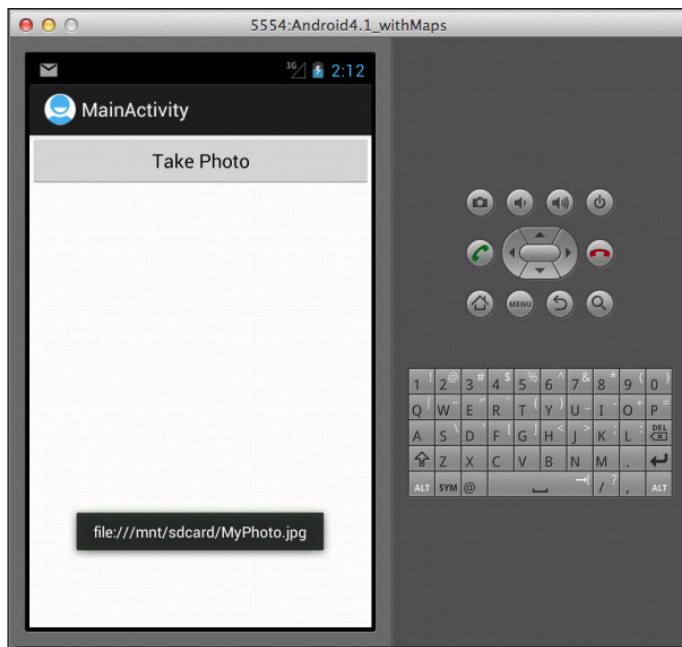 5554:Android4.1_withMaps
3G 2:12
MainActivity
Take Photo
file:///mnt/sdcard/MyPhoto.jpg
MENU
1 ! 2 @ 3 # 4 $ 5 % 6 ^ 7 & 8 * 9 ( 0 )
Q | W ~ E " R ` T { Y } U - I O + P =
A S \ D ' F [ G ] H < J > K ; L : DEL
Z X C V B N M .
ALT SYM @ / ? , ALT